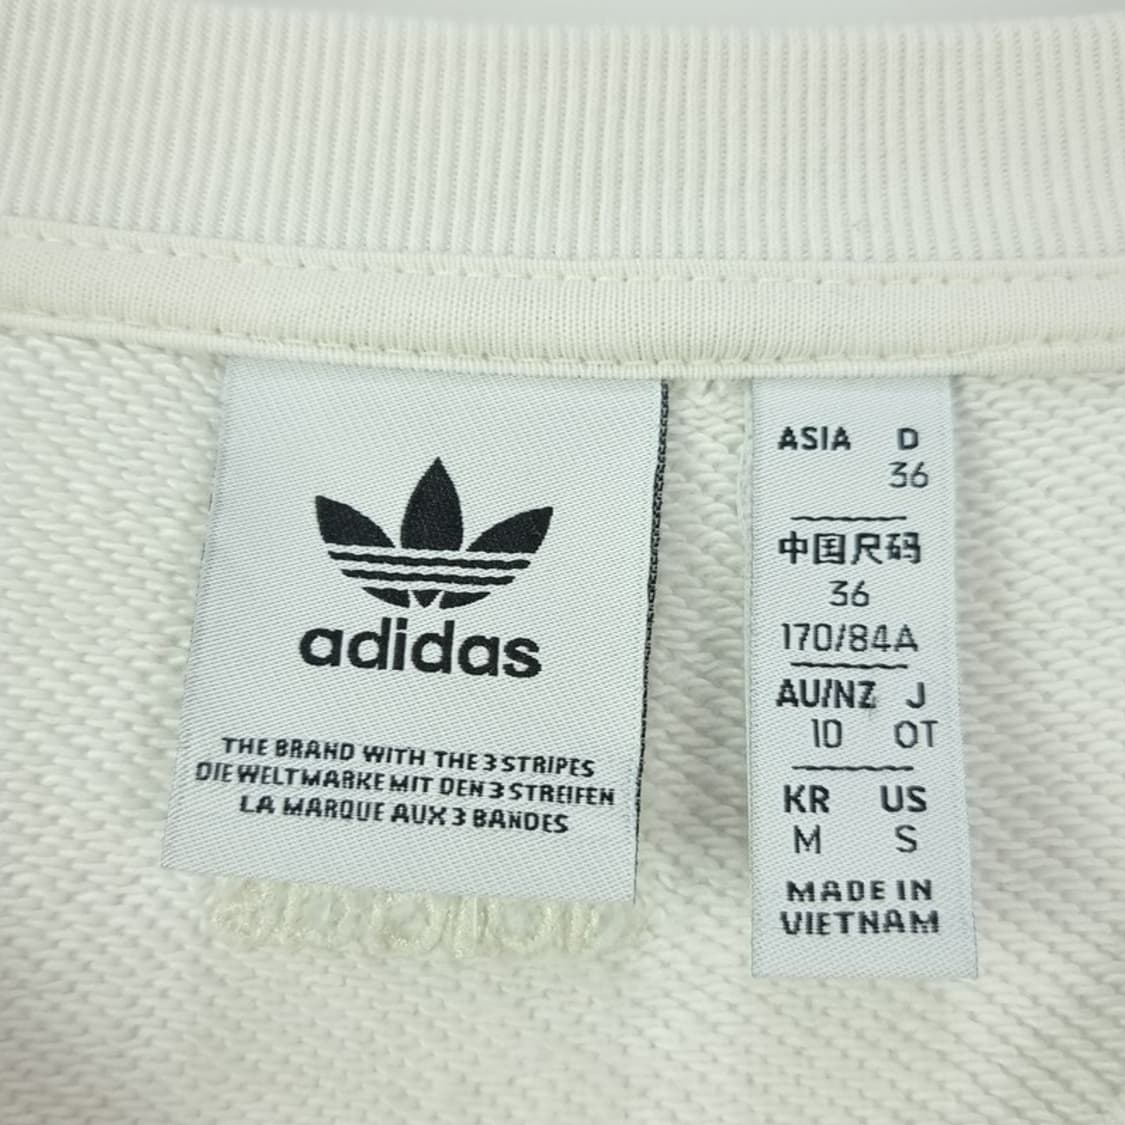 adidas
THE BRAND WITH THE 3 STRIPES
DIE WELTMARKE MIT DEN 3 STREIFEN
LA MARQUE AUX 3 BANDES
ASIA D
36
中国尺码
36
170/84A
AU/NZ J
10 OT
KR US
M S
MADE IN
VIETNAM